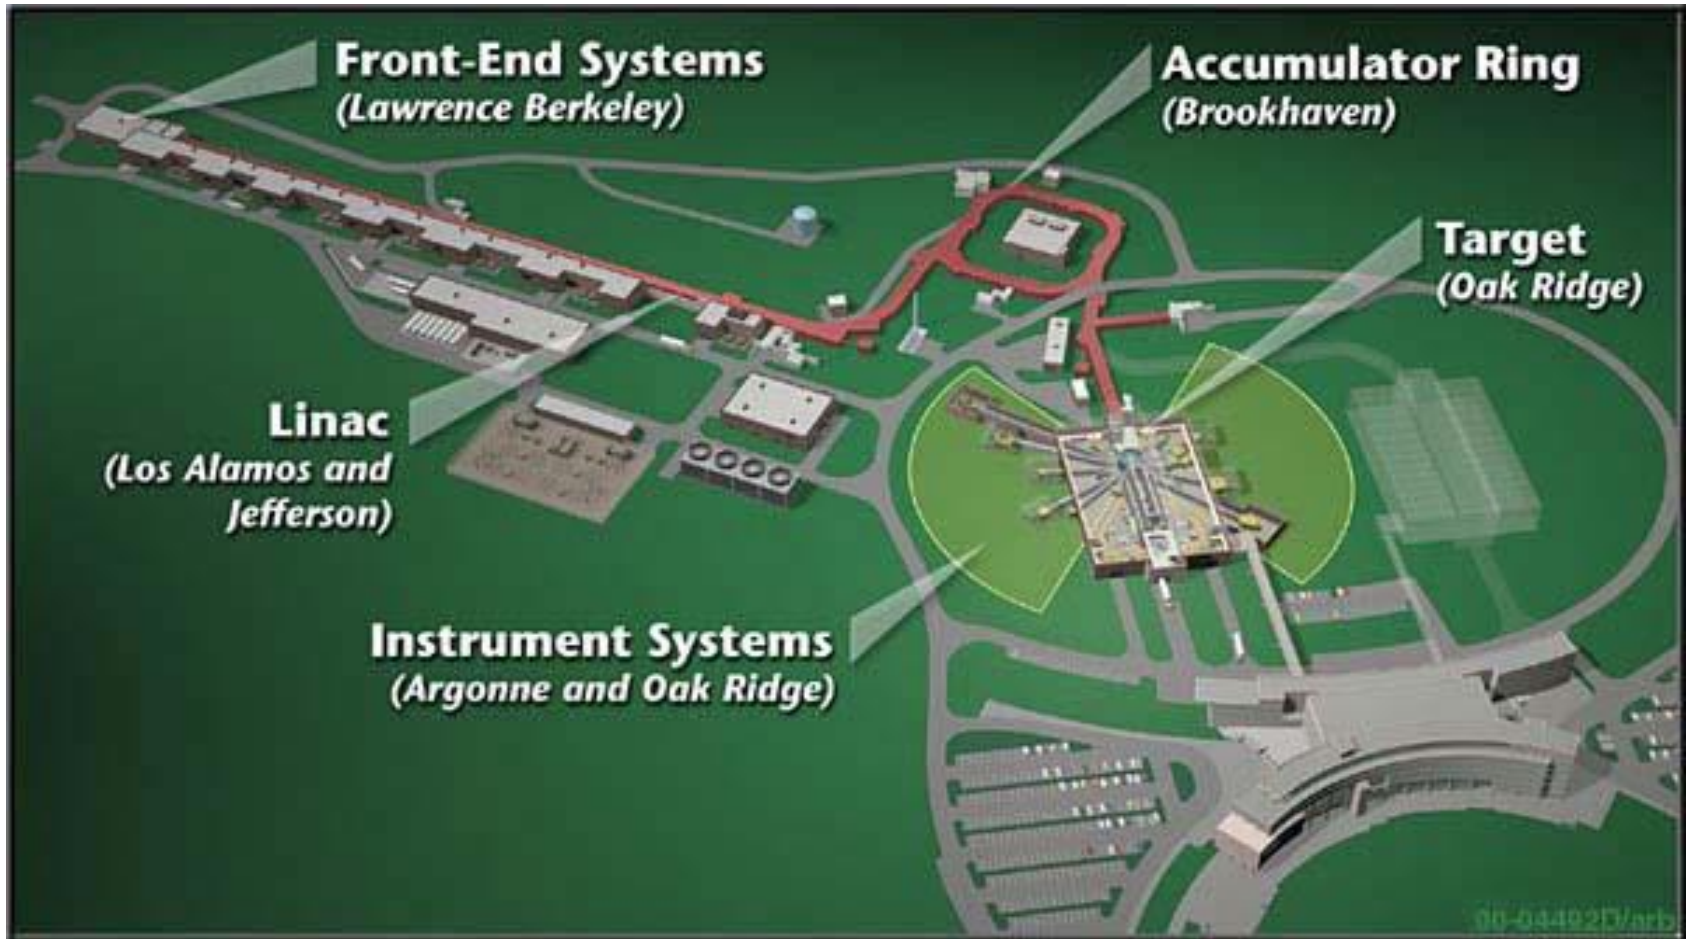 Front-End Systems
(Lawrence Berkeley)
Accumulator Ring
(Brookhaven)
Target
(Oak Ridge)
Linac
(Los Alamos and
Jefferson)
Instrument Systems
(Argonne and Oak Ridge)